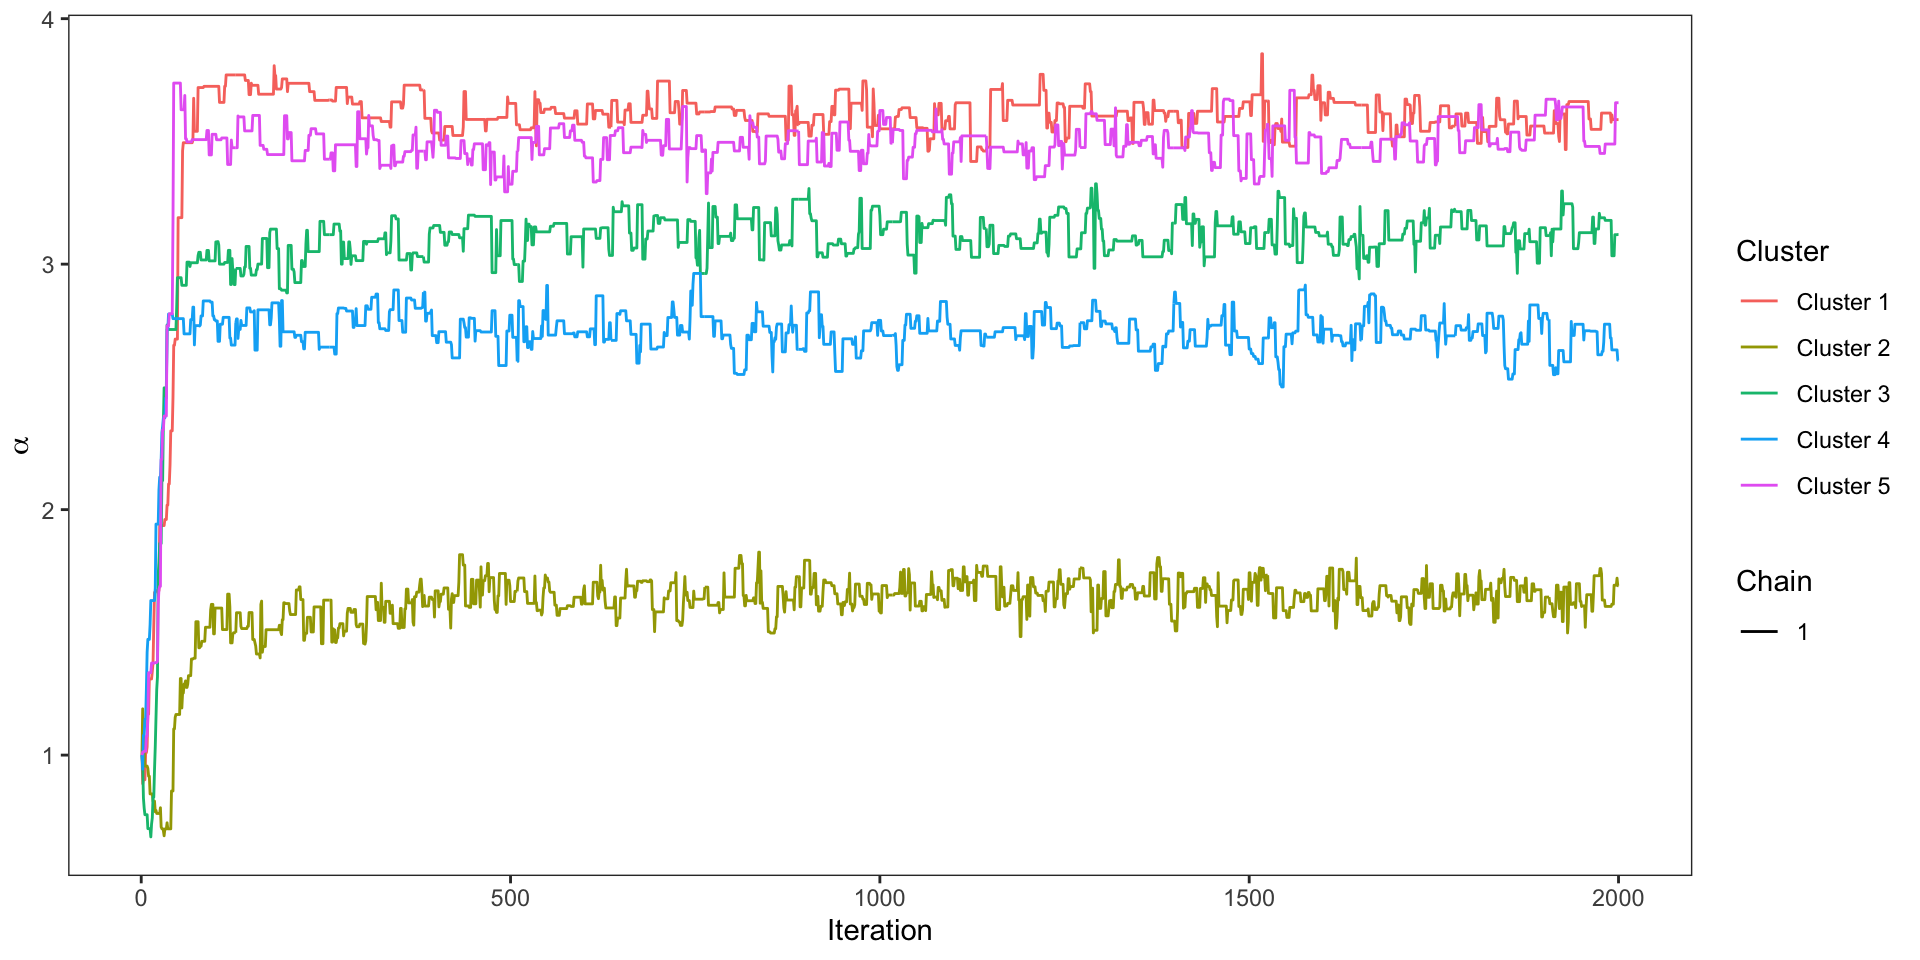 4
3
2
1
α
0
500
1000
1500
2000
Iteration
Cluster
Cluster 1
Cluster 2
Cluster 3
Cluster 4
Cluster 5
Chain
1